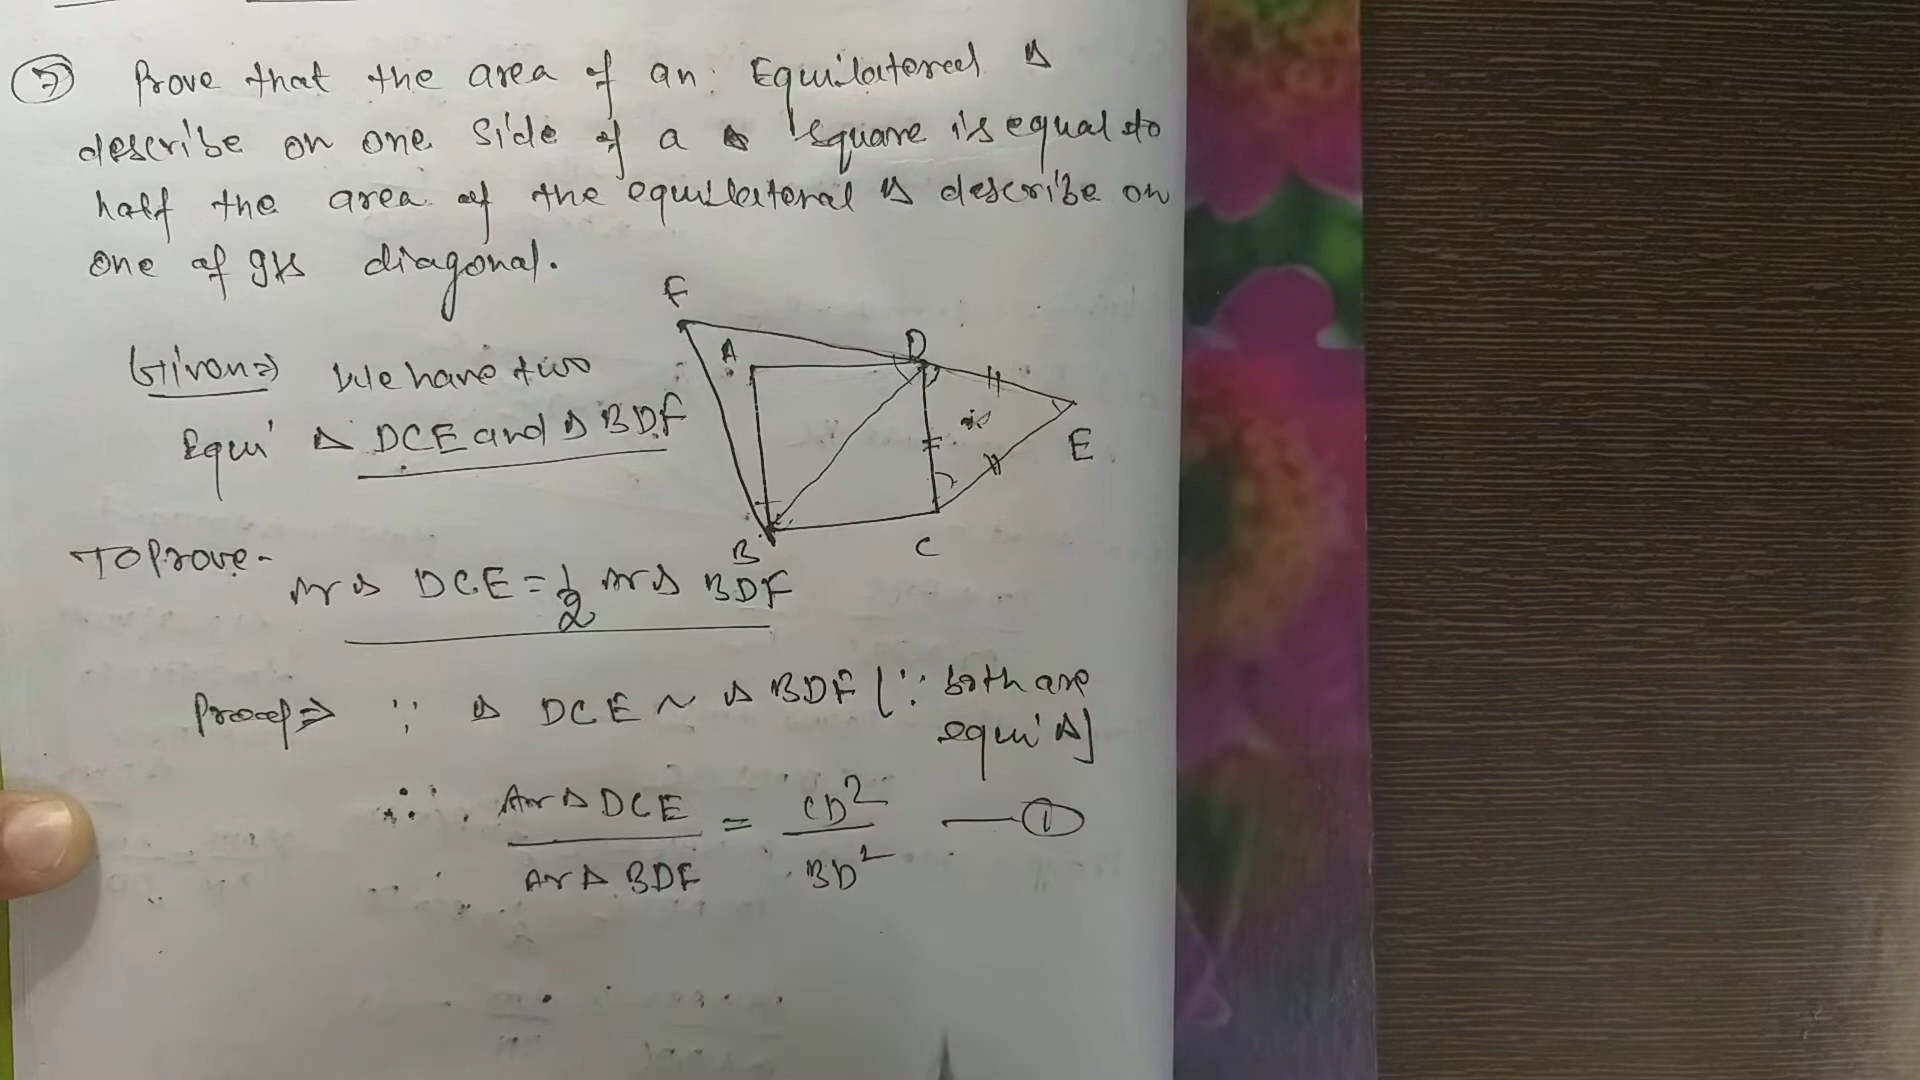 7 Prove that the area of an Equilateral Δ
describe on one side of a square is equal to
half the area of the equilateral Δ describe on
one of its diagonal.
F
A
D
E
B
C
Given ⇒ We have two
Equi' Δ DCE and Δ BDF
To Prove -
Ar Δ DCE = 1/2 Ar Δ BDF
Proof ⇒ ∵ Δ DCE ~ Δ BDF [∵ both are
equi' Δ]
∴ Ar Δ DCE / Ar Δ BDF = CD² / BD² — 1